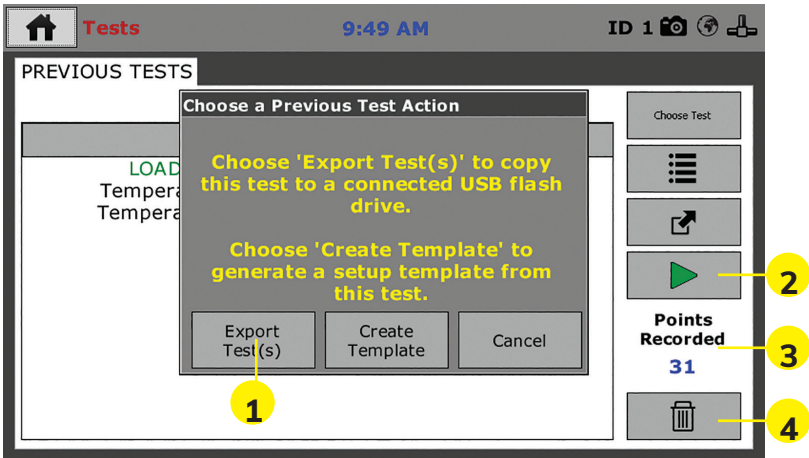 Tests
9:49 AM
ID 1
PREVIOUS TESTS
Choose a Previous Test Action
Choose 'Export Test(s)' to copy
this test to a connected USB flash
drive.
Choose 'Create Template' to
generate a setup template from
this test.
Export
Test(s)
Create
Template
Cancel
LOAD
Tempera
Tempera
Choose Test
Points
Recorded
31
1
2
3
4